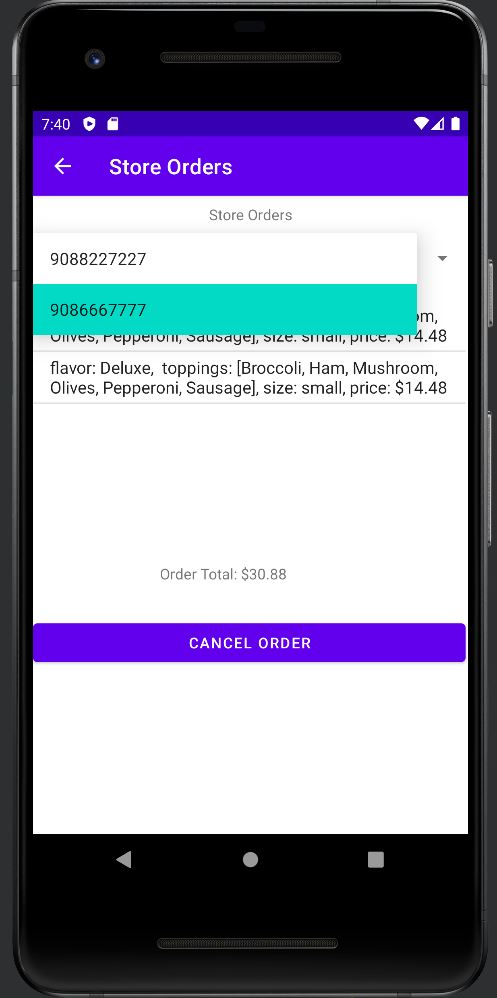 7:40
Store Orders
Store Orders
9088227227
9086667777
om,
Olives, Pepperoni, Sausage], size: small, price: $14.48
flavor: Deluxe,  toppings: [Broccoli, Ham, Mushroom,
Olives, Pepperoni, Sausage], size: small, price: $14.48
Order Total: $30.88
CANCEL ORDER